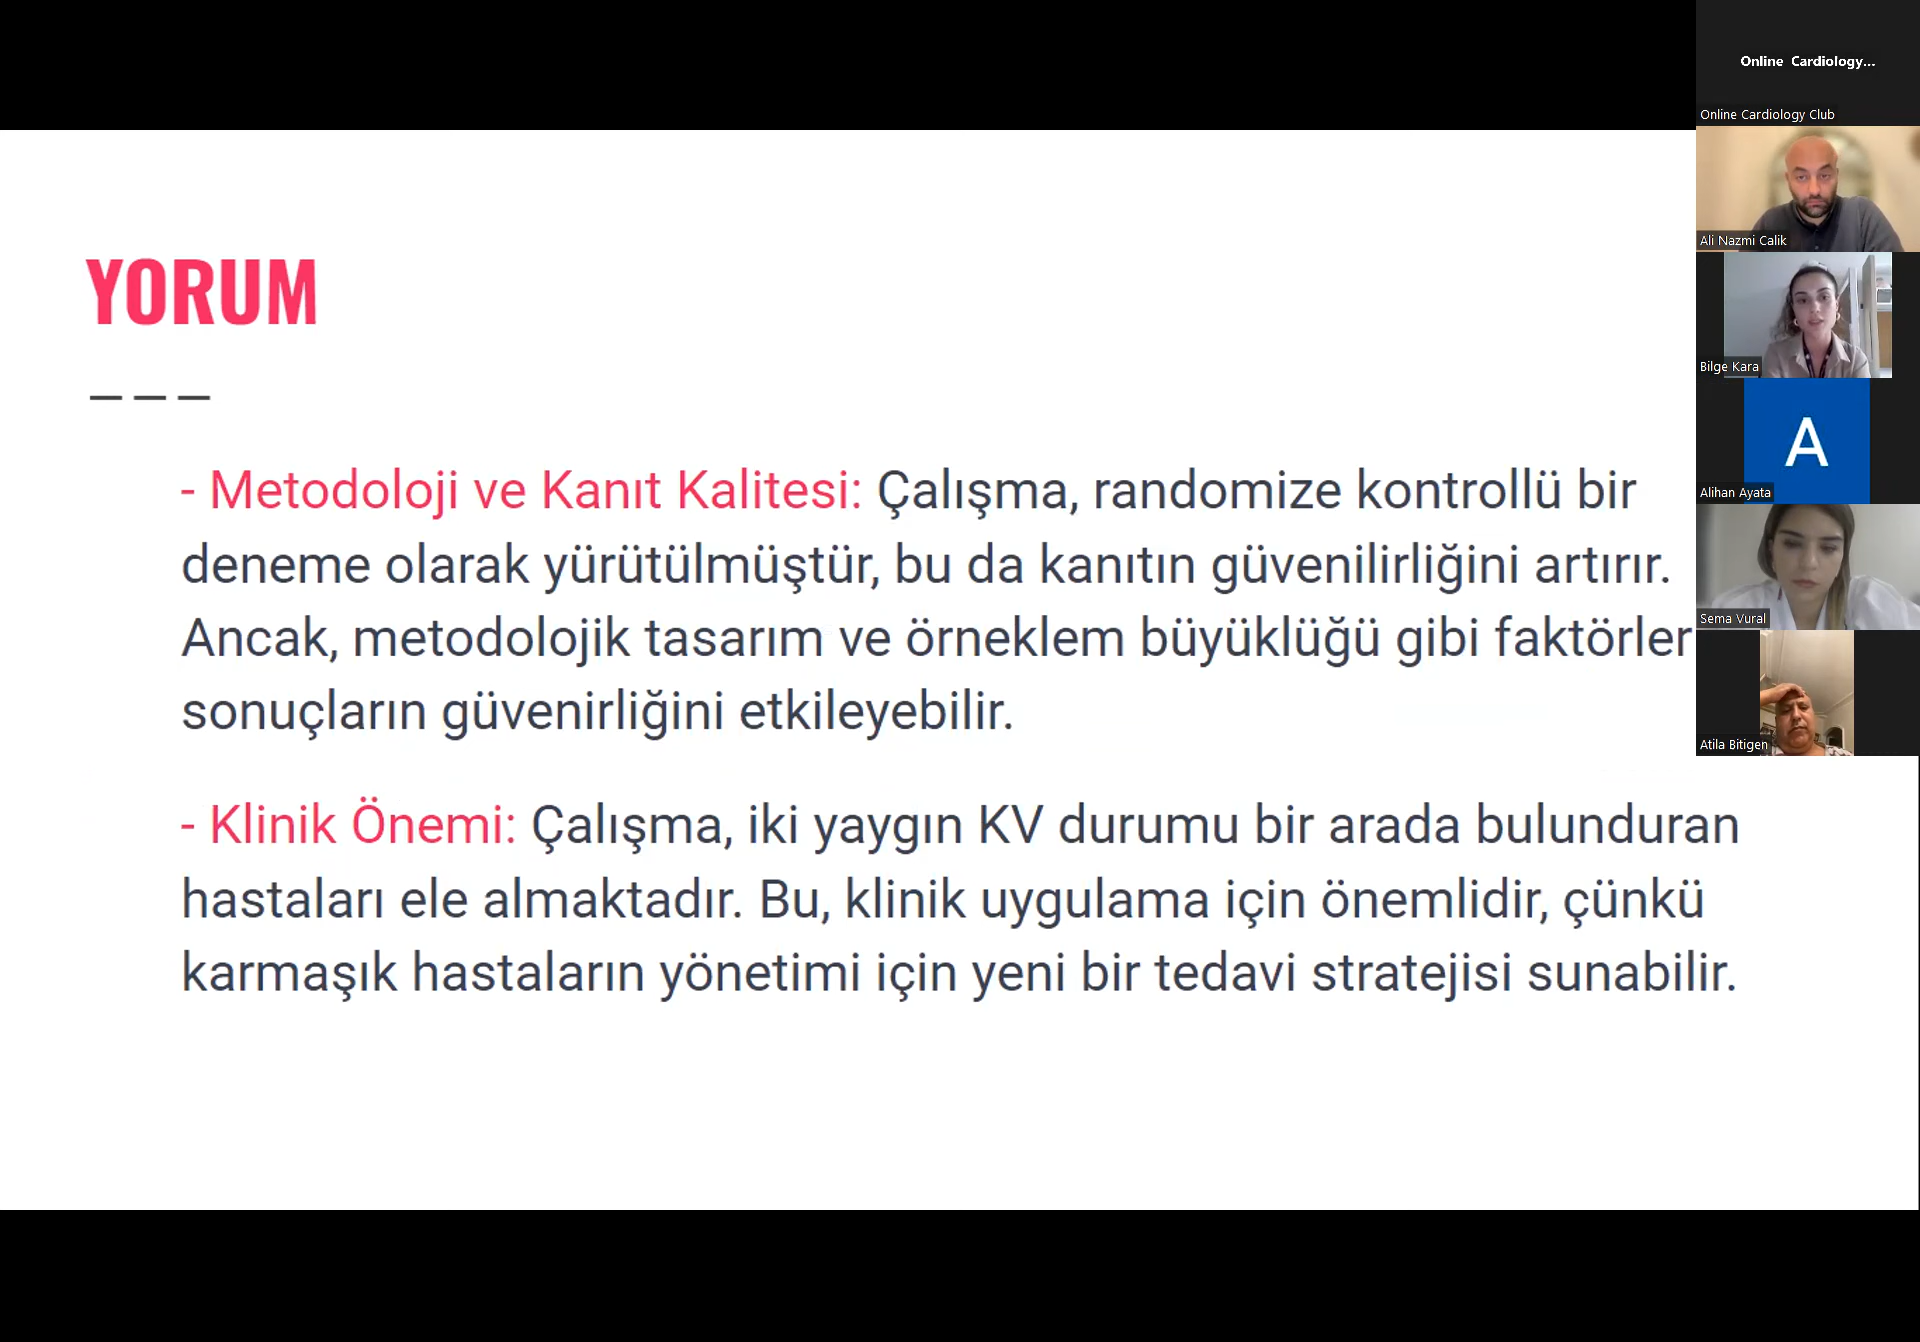 YORUM
- Metodoloji ve Kanıt Kalitesi: Çalışma, randomize kontrollü bir
deneme olarak yürütülmüştür, bu da kanıtın güvenilirliğini artırır.
Ancak, metodolojik tasarım ve örneklem büyüklüğü gibi faktörler
sonuçların güvenirliğini etkileyebilir.
- Klinik Önemi: Çalışma, iki yaygın KV durumu bir arada bulunduran
hastaları ele almaktadır. Bu, klinik uygulama için önemlidir, çünkü
karmaşık hastaların yönetimi için yeni bir tedavi stratejisi sunabilir.
Online Cardiology...
Online Cardiology Club
Ali Nazmi Calik
Bilge Kara
A
Alihan Ayata
Sema Vural
Atila Bitigen